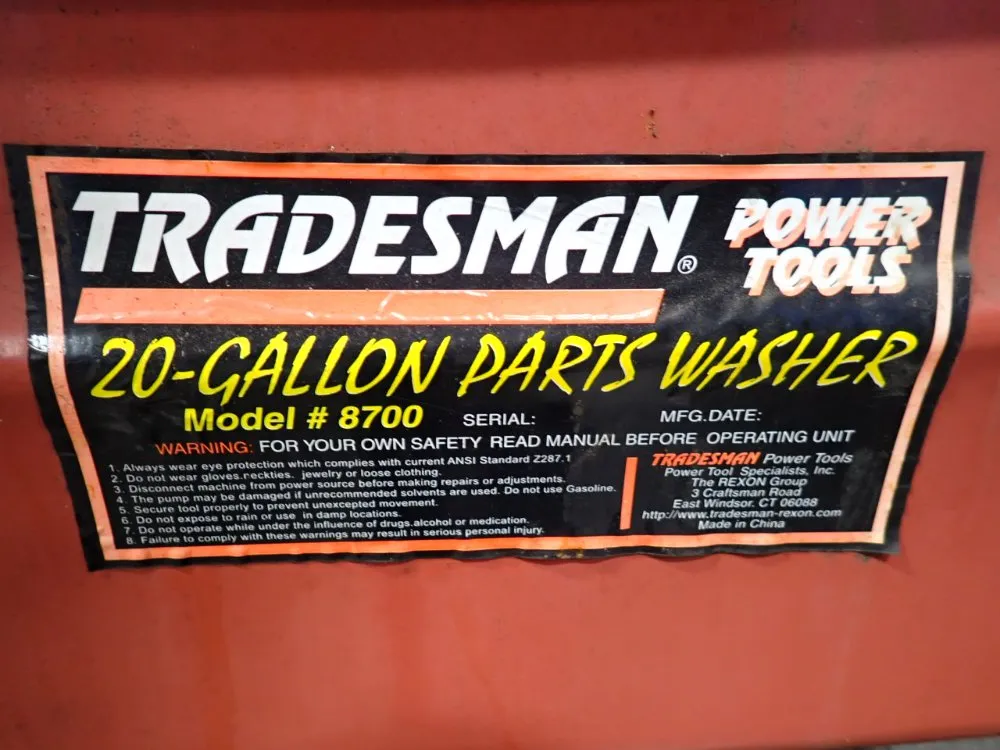 TRADESMAN®
POWER
TOOLS
20-GALLON PARTS WASHER
Model # 8700 SERIAL: MFG.DATE:
WARNING: FOR YOUR OWN SAFETY READ MANUAL BEFORE OPERATING UNIT
1. Always wear eye protection which complies with current ANSI Standard Z287.1
2. Do not wear gloves.neckties. jewelry or loose clothing.
3. Disconnect machine from power source before making repairs or adjustments.
4. The pump may be damaged if unrecommended solvents are used. Do not use Gasoline.
5. Secure tool properly to prevent unexcepted movement.
6. Do not expose to rain or use in damp locations.
7. Do not operate while under the influence of drugs.alcohol or medication.
8. Failure to comply with these warnings may result in serious personal injury.
TRADESMAN Power Tools
Power Tool Specialists, Inc.
The REXON Group
3 Craftsman Road
East Windsor. CT 06088
http://www.tradesman-rexon.com
Made in China